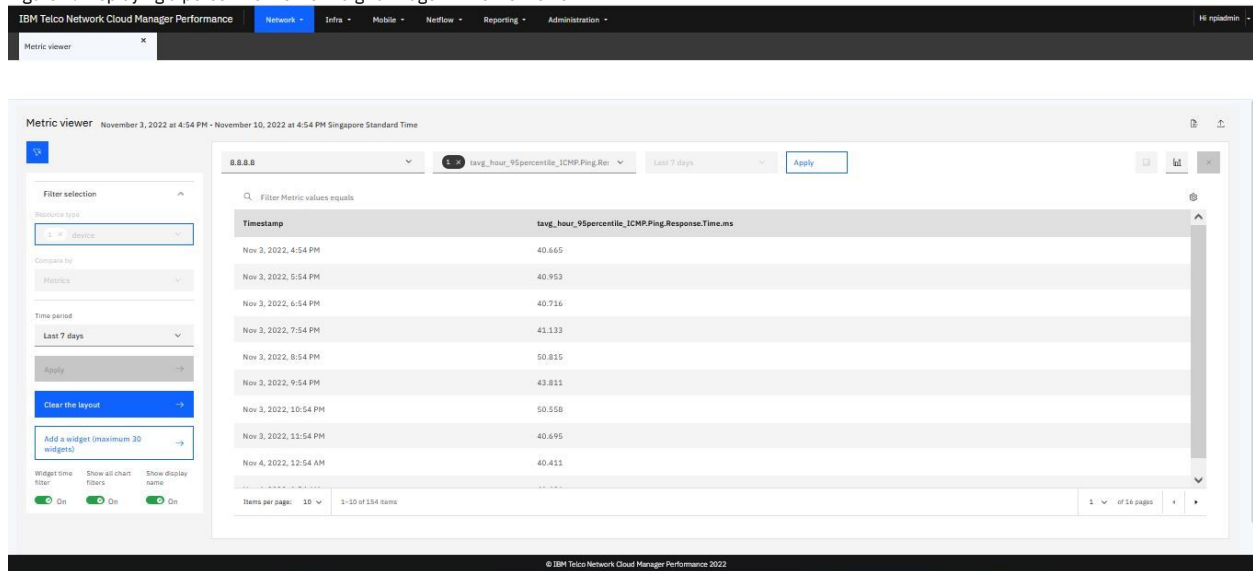 IBM Telco Network Cloud Manager Performance Network Infra Mobile Netflow Reporting Administration Hi npiadmin
Metric viewer ×
Metric viewer November 3, 2022 at 4:54 PM - November 10, 2022 at 4:54 PM Singapore Standard Time
8.8.8.8 1 × tavg_hour_95percentile_ICMP.Ping.Re: Last 7 days Apply
Filter selection
Resource type
1 × device
Compare by
Metrics
Time period
Last 7 days
Apply
Clear the layout
Add a widget (maximum 30
widgets)
Widget time Show all chart Show display
filter filters name
On On On
Filter Metric values equals
Timestamp tavg_hour_95percentile_ICMP.Ping.Response.Time.ms
Nov 3, 2022, 4:54 PM 40.665
Nov 3, 2022, 5:54 PM 40.953
Nov 3, 2022, 6:54 PM 40.716
Nov 3, 2022, 7:54 PM 41.133
Nov 3, 2022, 8:54 PM 50.815
Nov 3, 2022, 9:54 PM 43.811
Nov 3, 2022, 10:54 PM 50.558
Nov 3, 2022, 11:54 PM 40.695
Nov 4, 2022, 12:54 AM 40.411
Items per page: 10 1–10 of 154 items 1 of 16 pages
© IBM Telco Network Cloud Manager Performance 2022